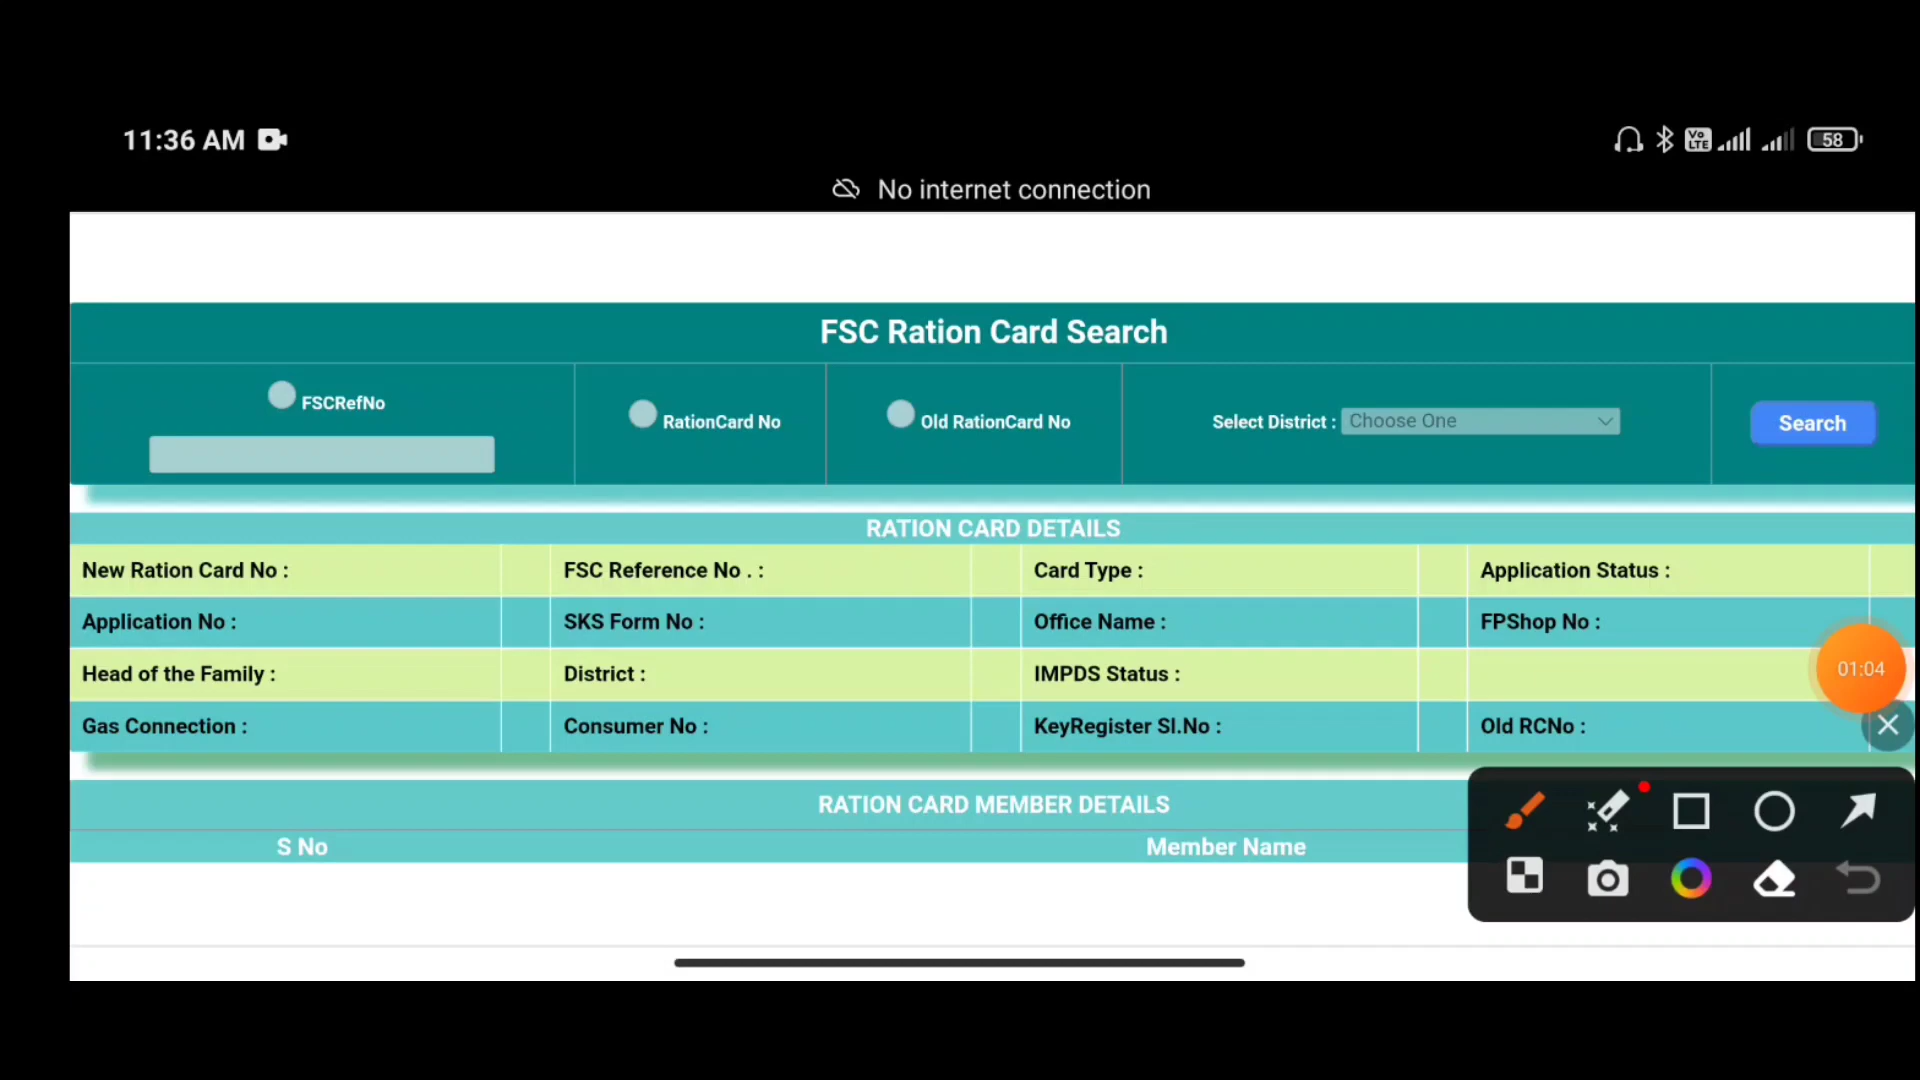 11:36 AM
Vo LTE
58
No internet connection
FSC Ration Card Search
FSCRefNo
RationCard No
Old RationCard No
Select District : Choose One
Search
RATION CARD DETAILS
New Ration Card No : FSC Reference No . : Card Type : Application Status :
Application No : SKS Form No : Office Name : FPShop No :
Head of the Family : District : IMPDS Status :
01:04
Gas Connection : Consumer No : KeyRegister Sl.No : Old RCNo :
RATION CARD MEMBER DETAILS
S No Member Name